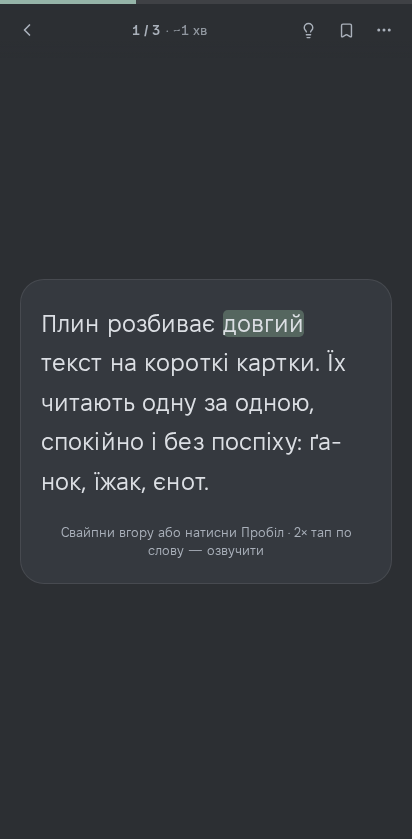 1 / 3 · ~1 хв
Плин розбиває довгий
текст на короткі картки. Їх
читають одну за одною,
спокійно і без поспіху: ґа-
нок, їжак, єнот.
Свайпни вгору або натисни Пробіл · 2× тап по
слову — озвучити